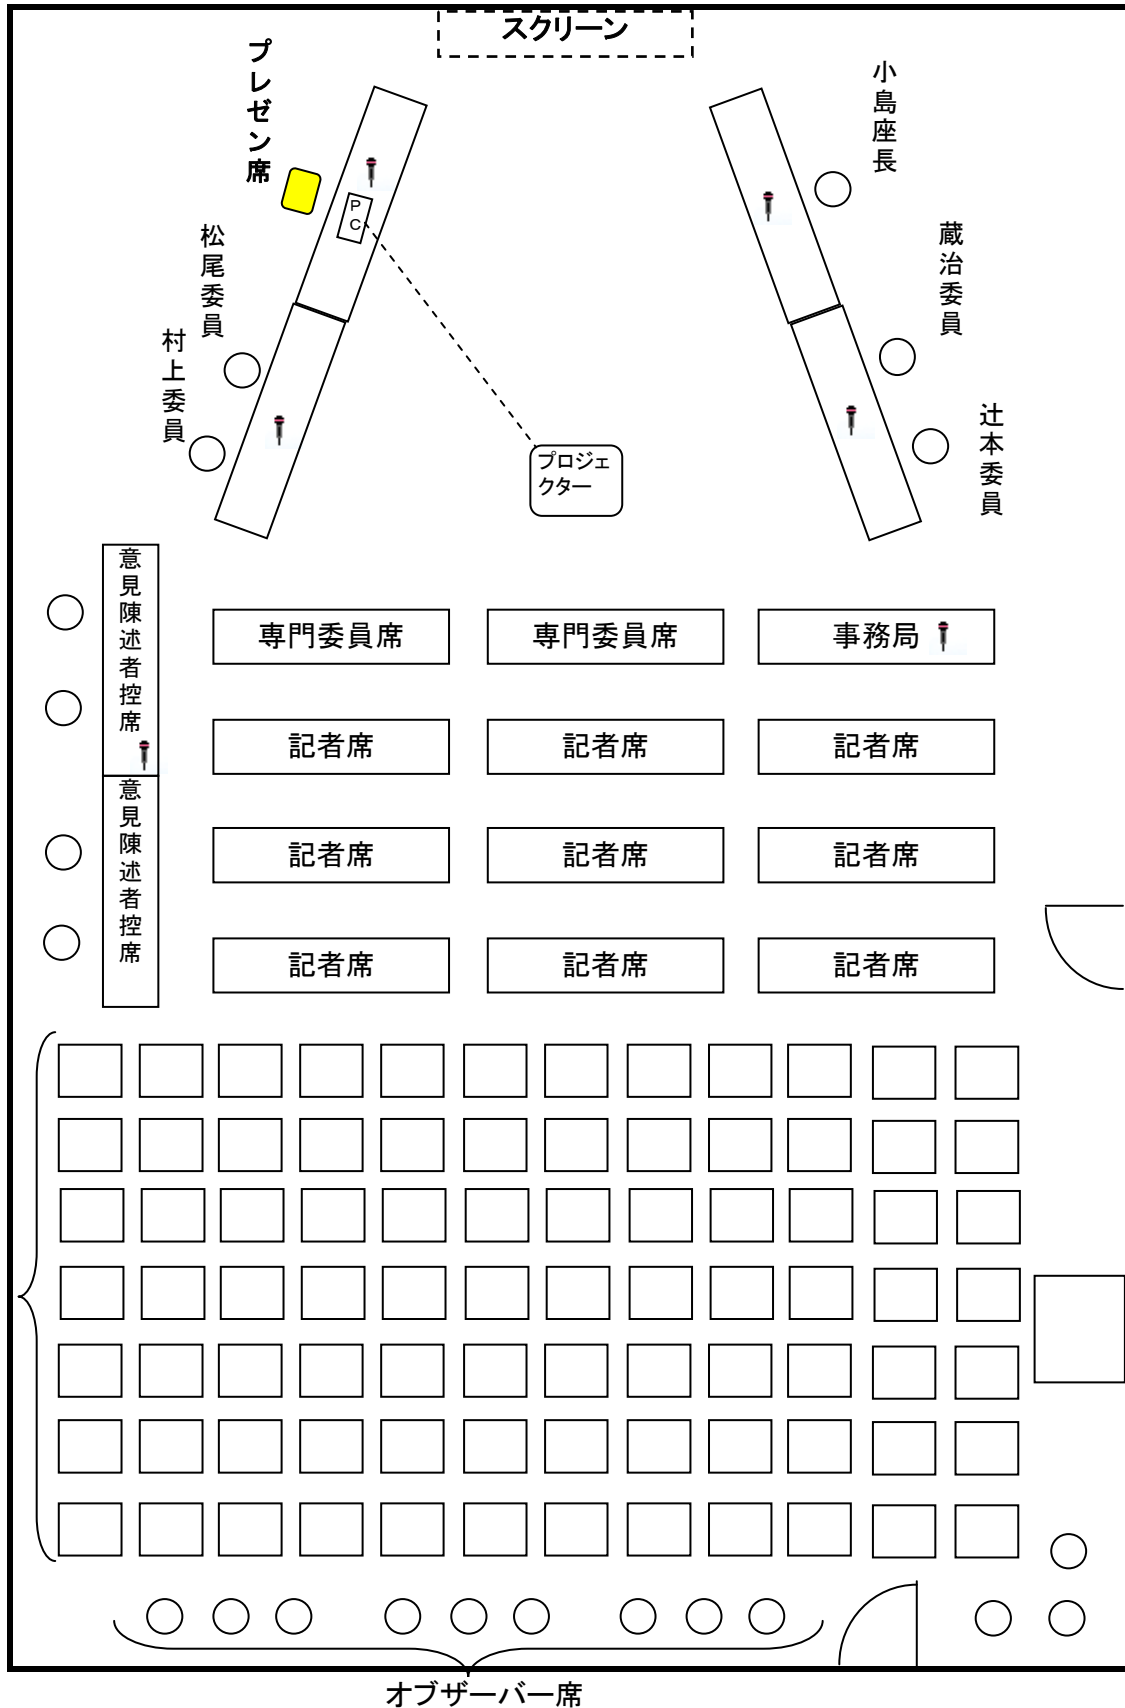 スクリーン
プレゼン席
小島座長
PC
松尾委員
蔵治委員
村上委員
辻本委員
プロジェ
クター
意見陳述者控席
専門委員席
専門委員席
事務局
記者席
記者席
記者席
意見陳述者控席
記者席
記者席
記者席
記者席
記者席
記者席
オブザーバー席